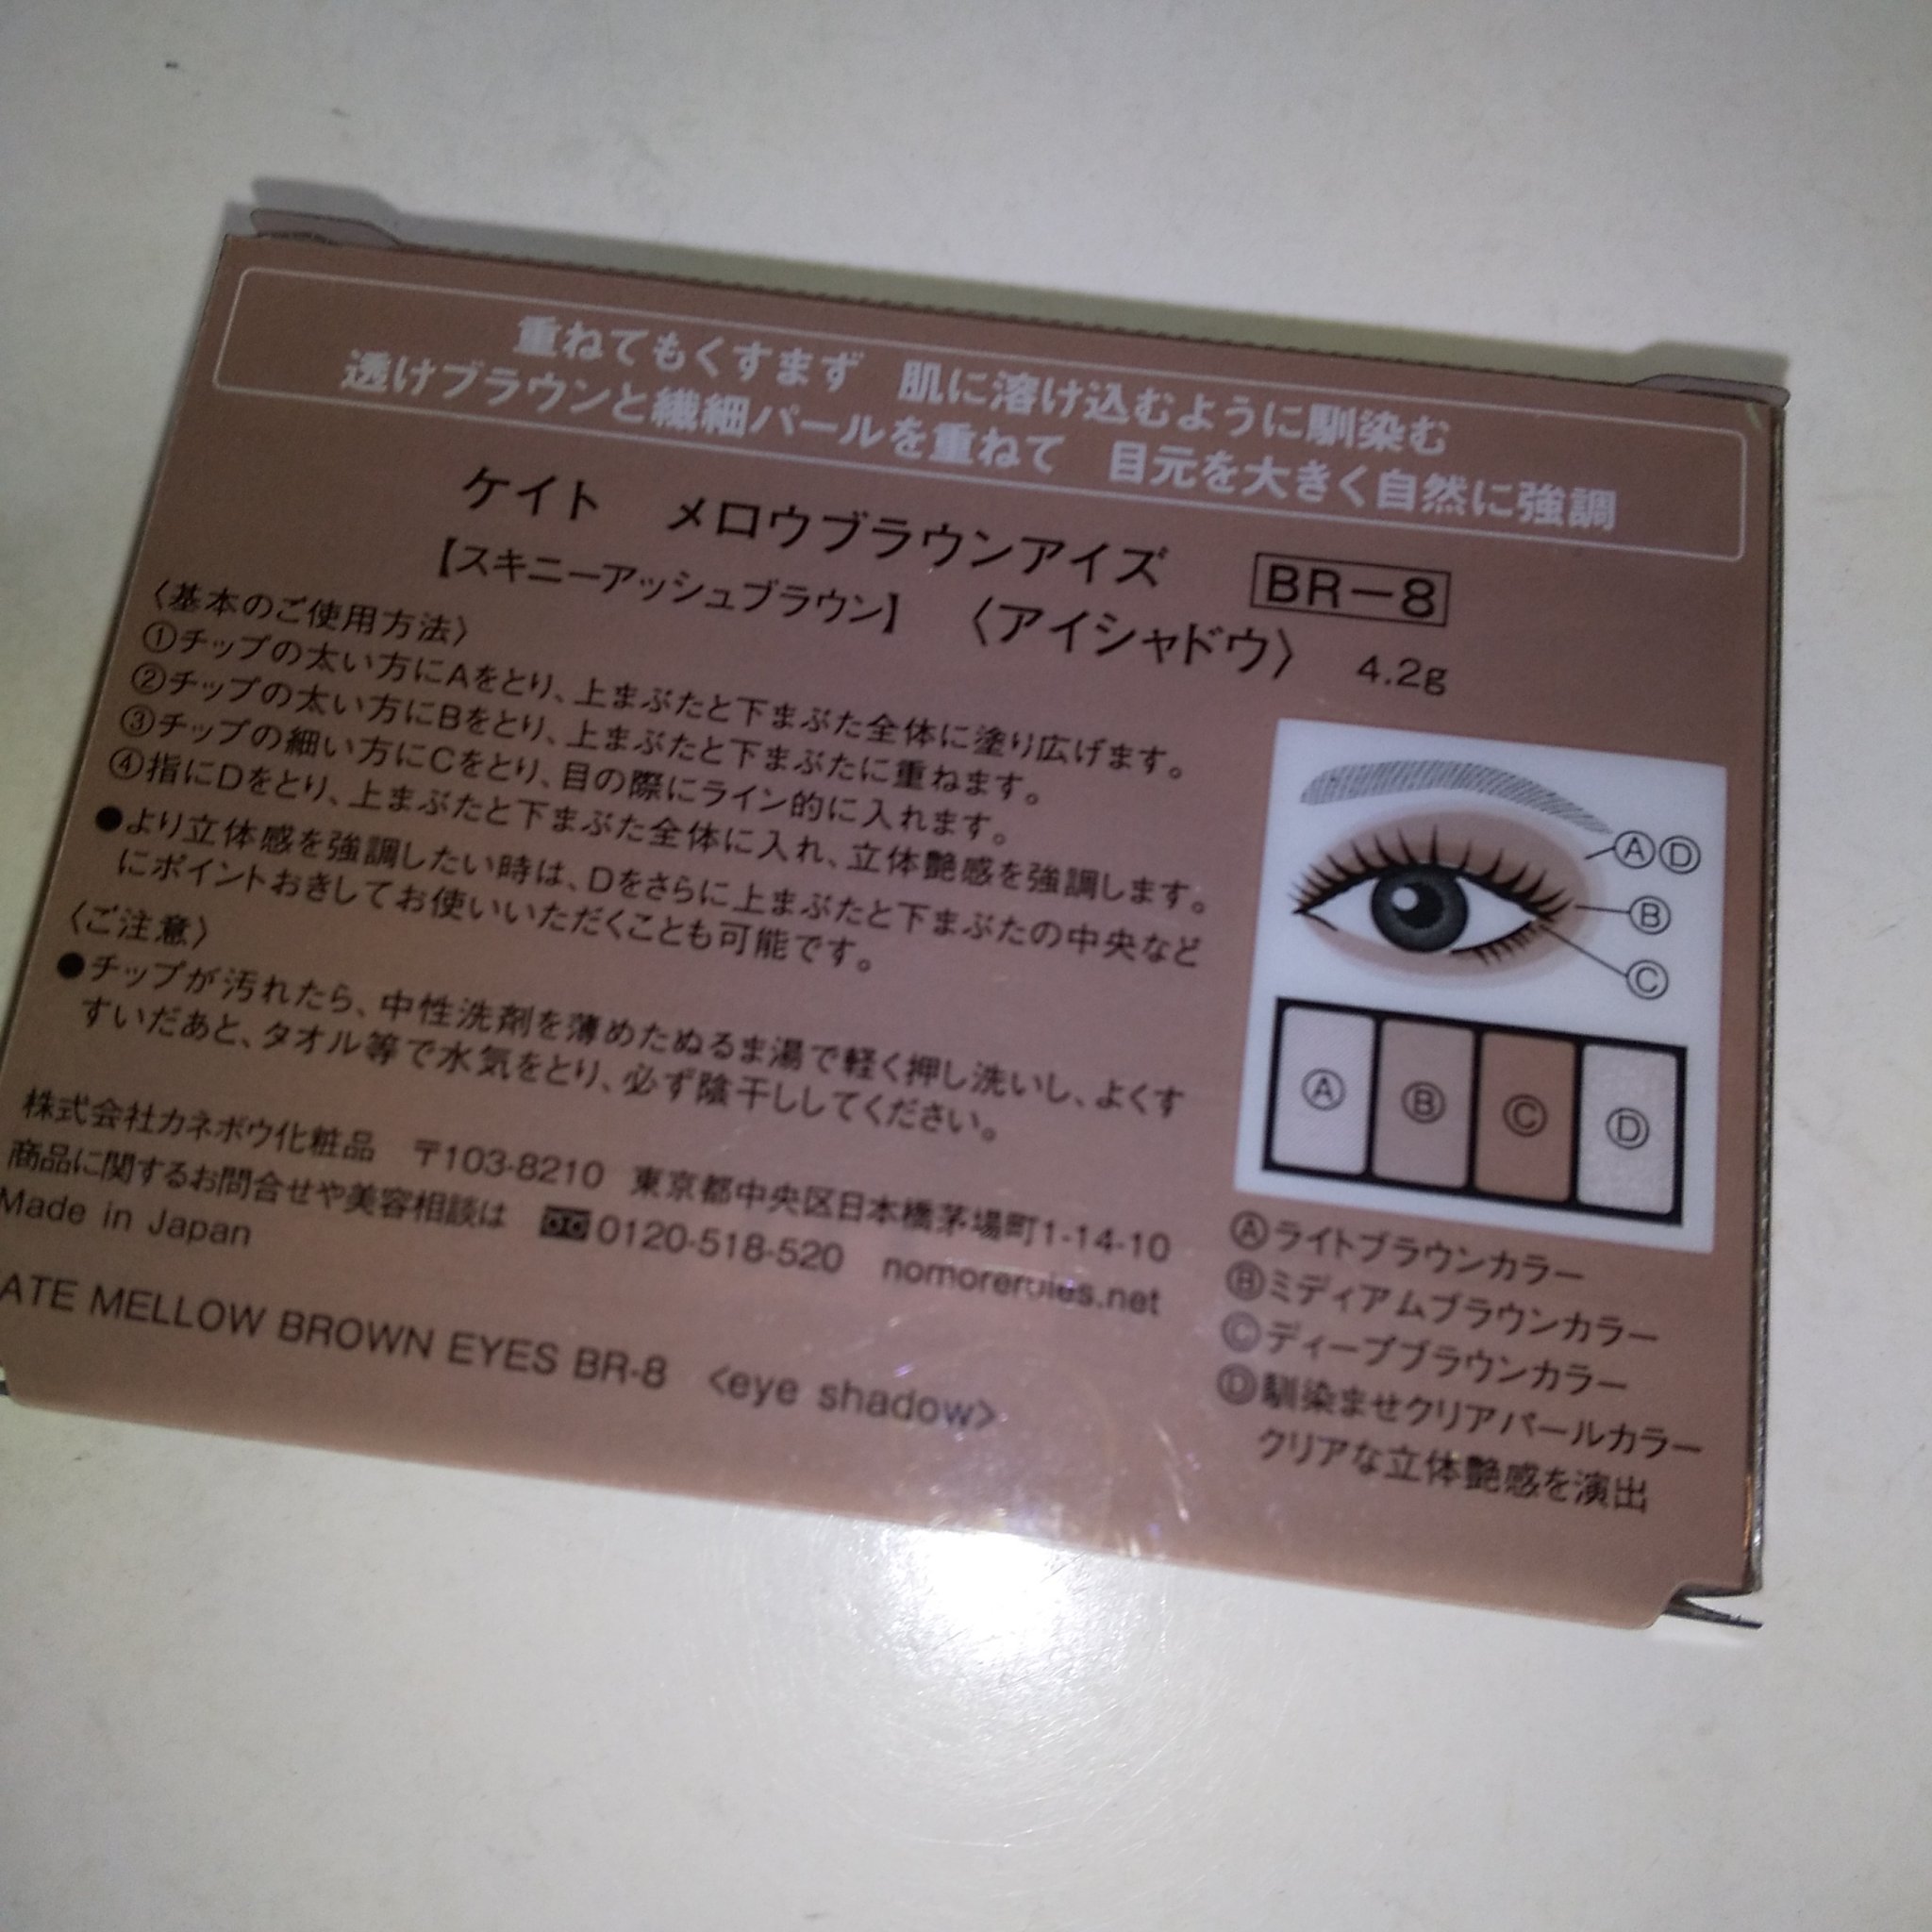 重ねてもくすまず　肌に溶け込むように馴染む
透けブラウンと繊細パールを重ねて　目元を大きく自然に強調
ケイト　メロウブラウンアイズ　BR-8
【スキニーアッシュブラウン】　〈アイシャドウ〉　4.2g
〈基本のご使用方法〉
①チップの太い方にAをとり、上まぶたと下まぶた全体に塗り広げます。
②チップの太い方にBをとり、上まぶたと下まぶたに重ねます。
③チップの細い方にCをとり、目の際にライン的に入れます。
④指にDをとり、上まぶたと下まぶた全体に入れ、立体艶感を強調します。
●より立体感を強調したい時は、Dをさらに上まぶたと下まぶたの中央など
にポイントおきしてお使いいただくことも可能です。
〈ご注意〉
●チップが汚れたら、中性洗剤を薄めたぬるま湯で軽く押し洗いし、よくす
すいだあと、タオル等で水気をとり、必ず陰干ししてください。
株式会社カネボウ化粧品　〒103-8210　東京都中央区日本橋茅場町1-14-10
商品に関するお問合せや美容相談は　0120-518-520　nomorerules.net
Made in Japan
ATE MELLOW BROWN EYES BR-8　<eye shadow>
Ⓐ Ⓓ
Ⓑ
Ⓒ
Ⓐ Ⓑ Ⓒ Ⓓ
Ⓐライトブラウンカラー
Ⓑミディアムブラウンカラー
Ⓒディープブラウンカラー
Ⓓ馴染ませクリアパールカラー
クリアな立体艶感を演出